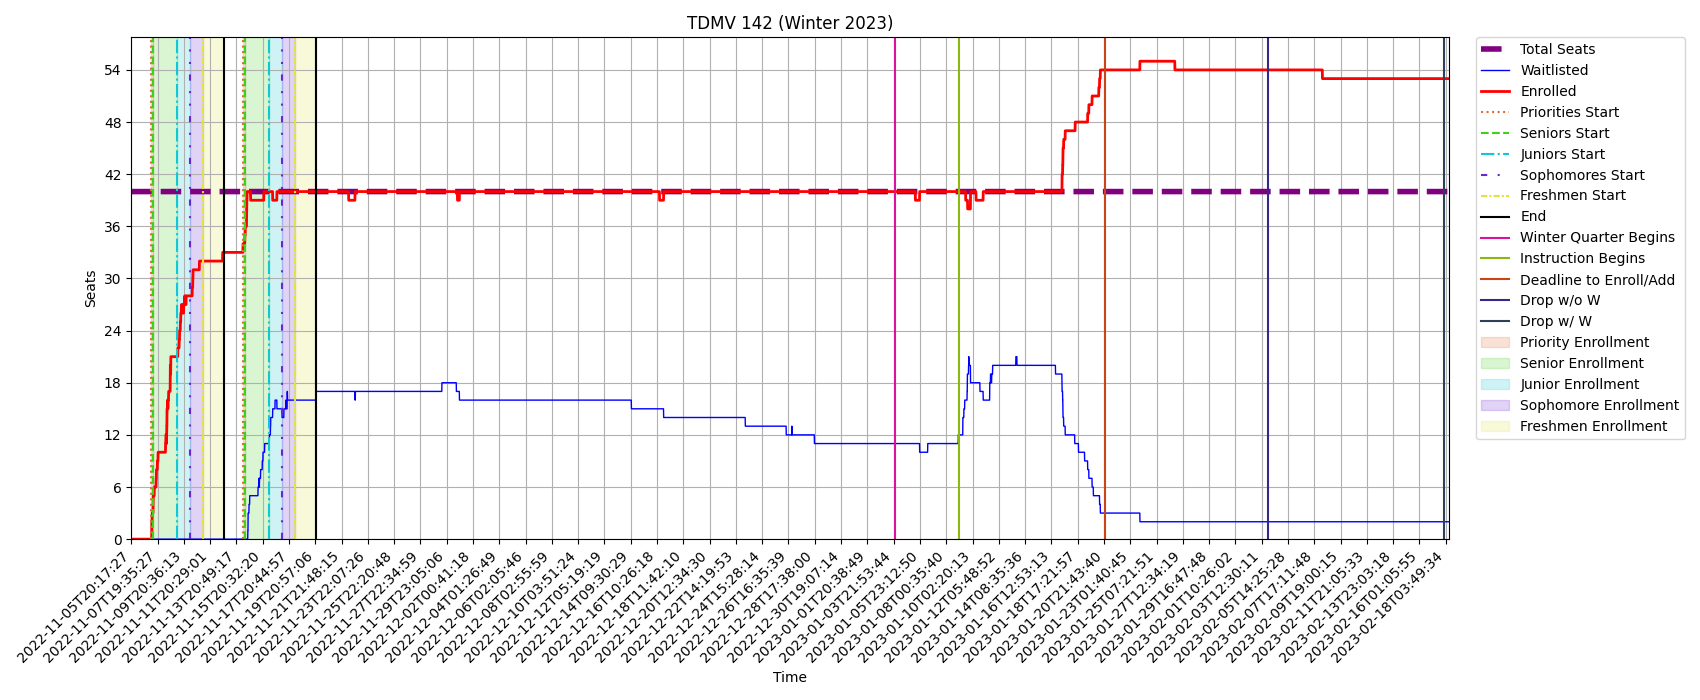 TDMV 142 (Winter 2023)
Seats
54
48
42
36
30
24
18
12
6
0
2022-11-05T20:17:27
2022-11-07T19:35:27
2022-11-09T20:36:13
2022-11-11T20:29:01
2022-11-13T20:49:17
2022-11-15T20:32:20
2022-11-17T20:44:57
2022-11-19T20:57:06
2022-11-21T21:48:15
2022-11-23T22:07:26
2022-11-25T22:20:48
2022-11-27T22:34:59
2022-11-29T23:05:06
2022-12-02T00:41:18
2022-12-04T01:26:49
2022-12-06T02:05:46
2022-12-08T02:55:59
2022-12-10T03:51:24
2022-12-12T05:19:19
2022-12-14T09:30:29
2022-12-16T10:26:18
2022-12-18T11:42:10
2022-12-20T12:34:30
2022-12-22T14:19:53
2022-12-24T15:28:14
2022-12-26T16:35:39
2022-12-28T17:38:00
2022-12-30T19:07:14
2023-01-01T20:38:49
2023-01-03T21:53:44
2023-01-05T23:12:50
2023-01-08T00:35:40
2023-01-10T02:20:13
2023-01-12T05:48:52
2023-01-14T08:35:36
2023-01-16T12:53:13
2023-01-18T17:21:57
2023-01-20T21:43:40
2023-01-23T01:40:45
2023-01-25T07:21:51
2023-01-27T12:34:19
2023-01-29T16:47:48
2023-02-01T10:26:02
2023-02-03T12:30:11
2023-02-05T14:25:28
2023-02-07T17:11:48
2023-02-09T19:00:15
2023-02-11T21:05:33
2023-02-13T23:03:18
2023-02-16T01:05:55
2023-02-18T03:49:34
Time
Total Seats
Waitlisted
Enrolled
Priorities Start
Seniors Start
Juniors Start
Sophomores Start
Freshmen Start
End
Winter Quarter Begins
Instruction Begins
Deadline to Enroll/Add
Drop w/o W
Drop w/ W
Priority Enrollment
Senior Enrollment
Junior Enrollment
Sophomore Enrollment
Freshmen Enrollment